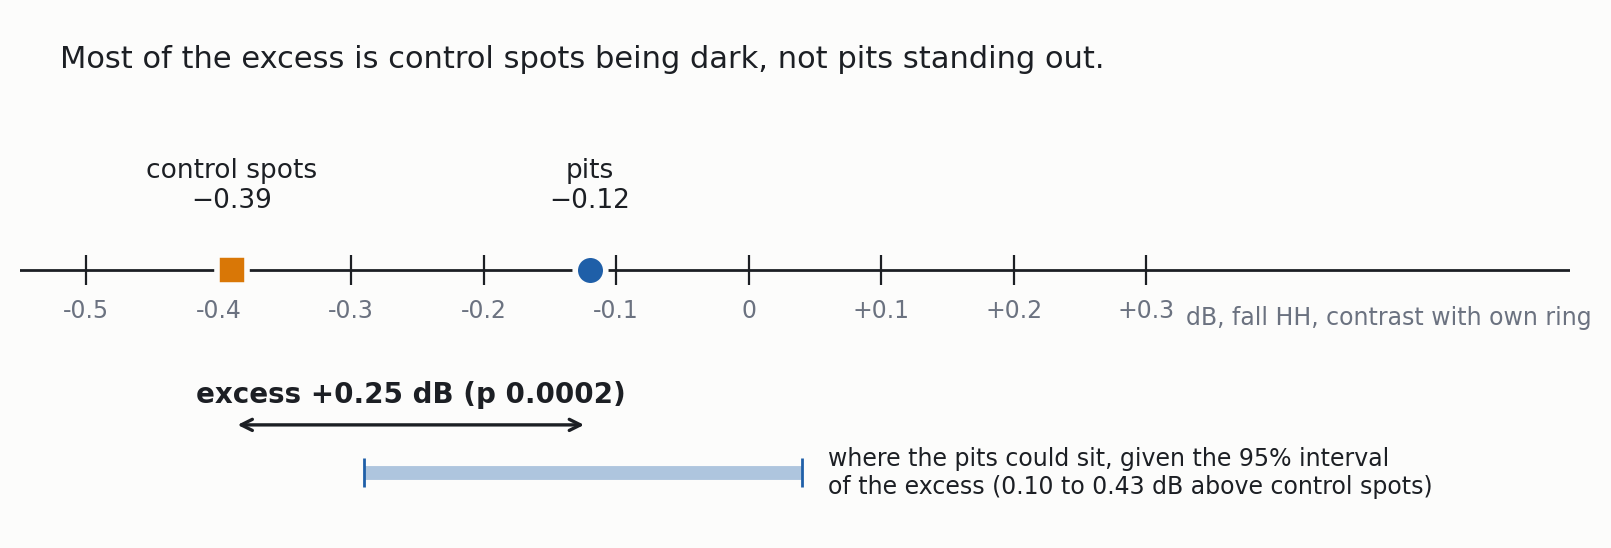 Most of the excess is control spots being dark, not pits standing out.
control spots
−0.39
pits
−0.12
-0.5
-0.4
-0.3
-0.2
-0.1
0
+0.1
+0.2
+0.3
dB, fall HH, contrast with own ring
excess +0.25 dB (p 0.0002)
where the pits could sit, given the 95% interval
of the excess (0.10 to 0.43 dB above control spots)